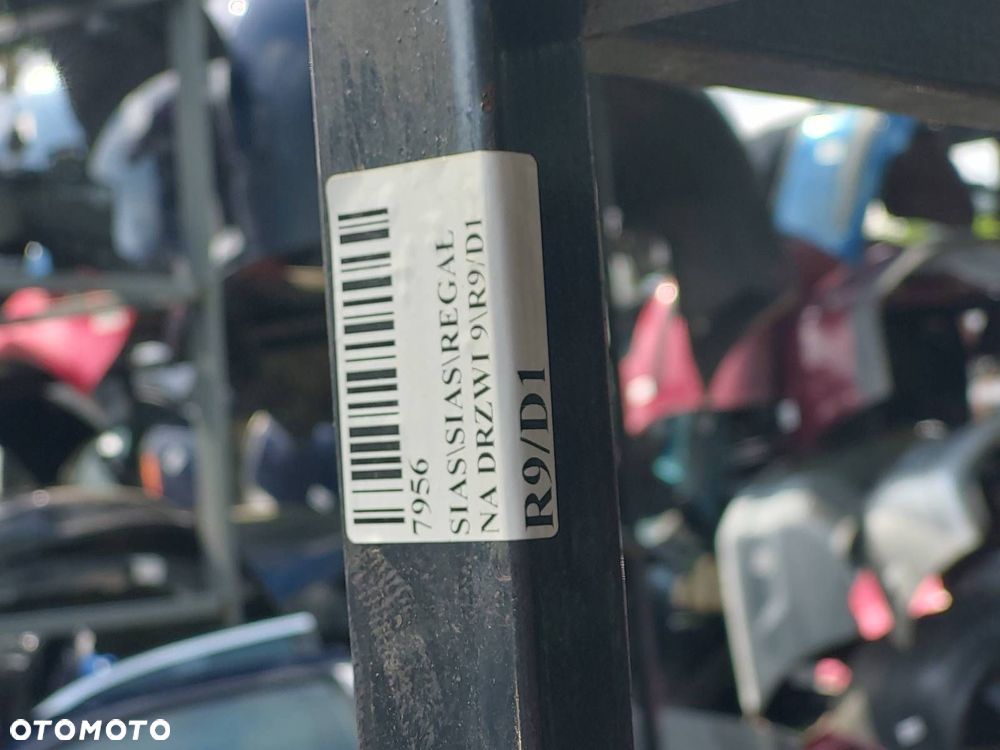 7956
SIAS\SIAS\REGAŁ
NA DRZWI 9\R9/D1
R9/D1
OTOMOTO